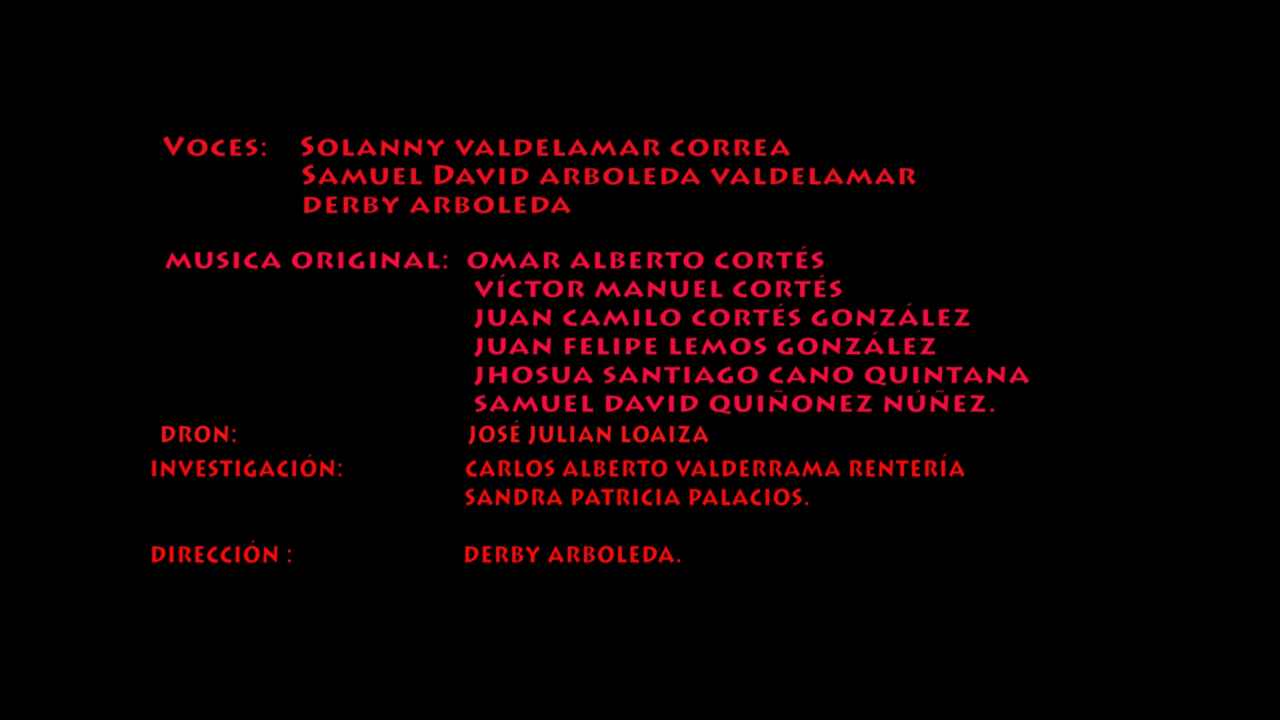 Voces: Solanny valdelamar correa
Samuel David arboleda valdelamar
derby arboleda
musica original: omar alberto cortés
víctor manuel cortés
juan camilo cortés gonzález
juan felipe lemos gonzález
jhosua santiago cano quintana
samuel david quiñonez núñez.
DRON: JOSÉ JULIAN LOAIZA
INVESTIGACIÓN: CARLOS ALBERTO VALDERRAMA RENTERÍA
SANDRA PATRICIA PALACIOS.
DIRECCIÓN : DERBY ARBOLEDA.